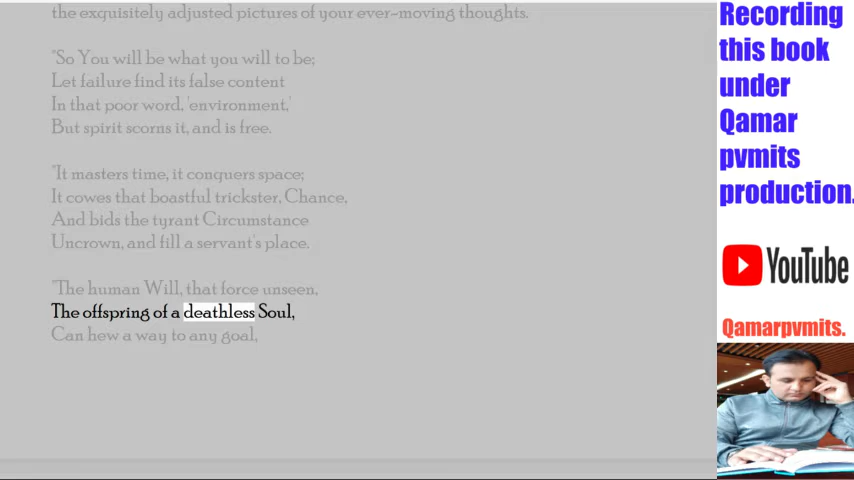 the exquisitely adjusted pictures of your ever-moving thoughts.
"So You will be what you will to be;
Let failure find its false content
In that poor word, 'environment,'
But spirit scorns it, and is free.
"It masters time, it conquers space;
It cowes that boastful trickster, Chance,
And bids the tyrant Circumstance
Uncrown, and fill a servant's place.
"The human Will, that force unseen,
The offspring of a deathless Soul,
Can hew a way to any goal,
Recording
this book
under
Qamar
pvmits
production.
YouTube
Qamarpvmits.